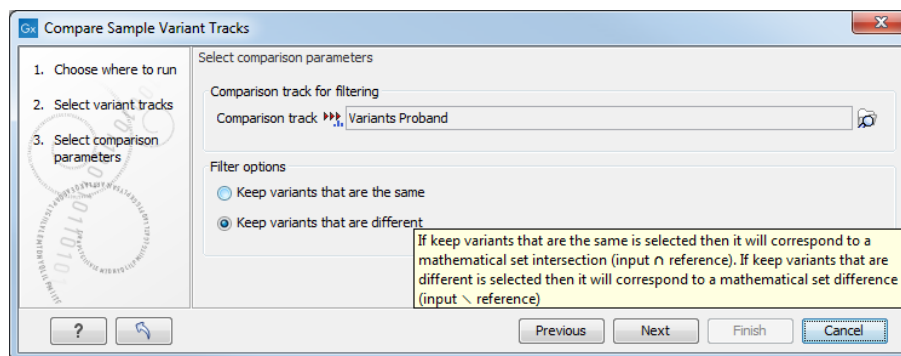 Gx Compare Sample Variant Tracks
X
1. Choose where to run
2. Select variant tracks
3. Select comparison
parameters
Select comparison parameters
Comparison track for filtering
Comparison track Variants Proband
Filter options
Keep variants that are the same
Keep variants that are different
If keep variants that are the same is selected then it will correspond to a
mathematical set intersection (input ∩ reference). If keep variants that are
different is selected then it will correspond to a mathematical set difference
(input ∖ reference)
?
Previous
Next
Finish
Cancel